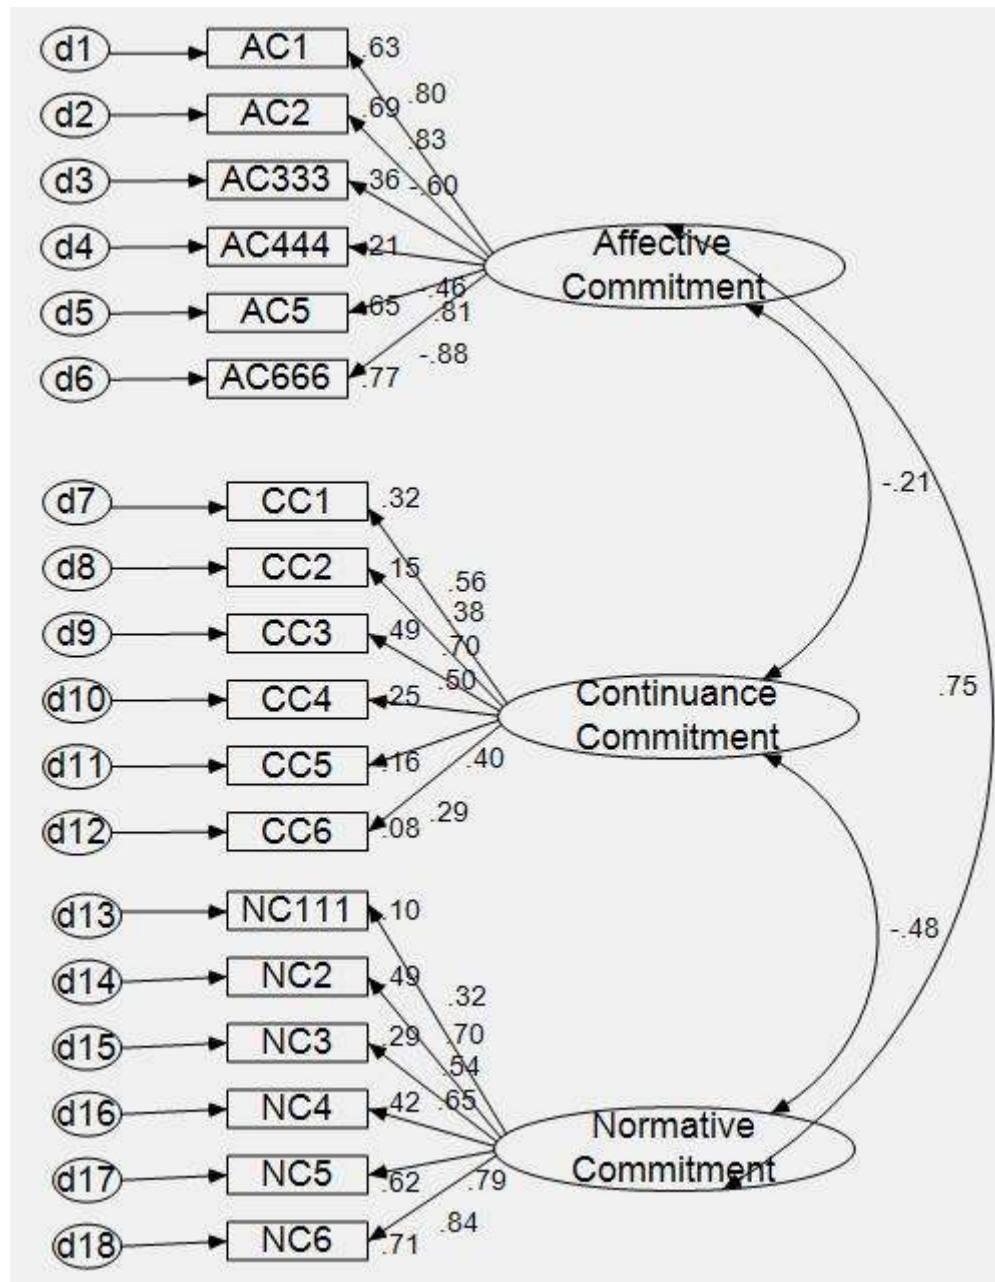 d1 AC1 .63
.80
d2 AC2 .69
.83
d3 AC333 .36 -.60
d4 AC444 .21
Affective
Commitment
.46
d5 AC5 .65 .81
-.88
d6 AC666 .77
-.21
d7 CC1 .32
d8 CC2 .15 .56
.38
d9 CC3 .49 .70
.50
d10 CC4 .25
Continuance
Commitment
.75
d11 CC5 .16 .40
d12 CC6 .08 .29
d13 NC111 .10
-.48
d14 NC2 .49 .32
d15 NC3 .29 .70
.54
d16 NC4 .42 .65
Normative
Commitment
d17 NC5 .62 .79
.84
d18 NC6 .71